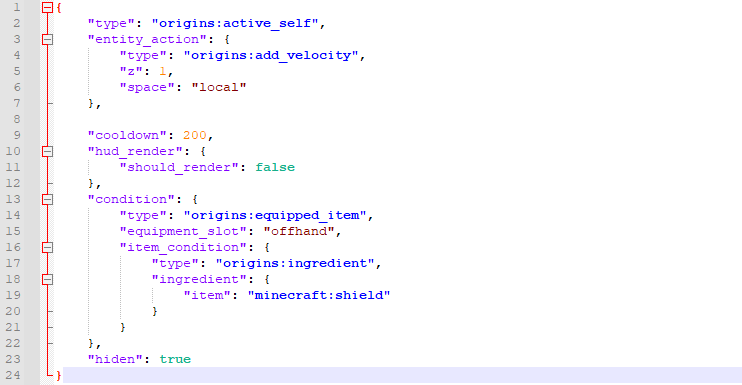 1 {
2 "type": "origins:active_self",
3 "entity_action": {
4 "type": "origins:add_velocity",
5 "z": 1,
6 "space": "local"
7 },
8
9 "cooldown": 200,
10 "hud_render": {
11 "should_render": false
12 },
13 "condition": {
14 "type": "origins:equipped_item",
15 "equipment_slot": "offhand",
16 "item_condition": {
17 "type": "origins:ingredient",
18 "ingredient": {
19 "item": "minecraft:shield"
20 }
21 }
22 },
23 "hiden": true
24 }